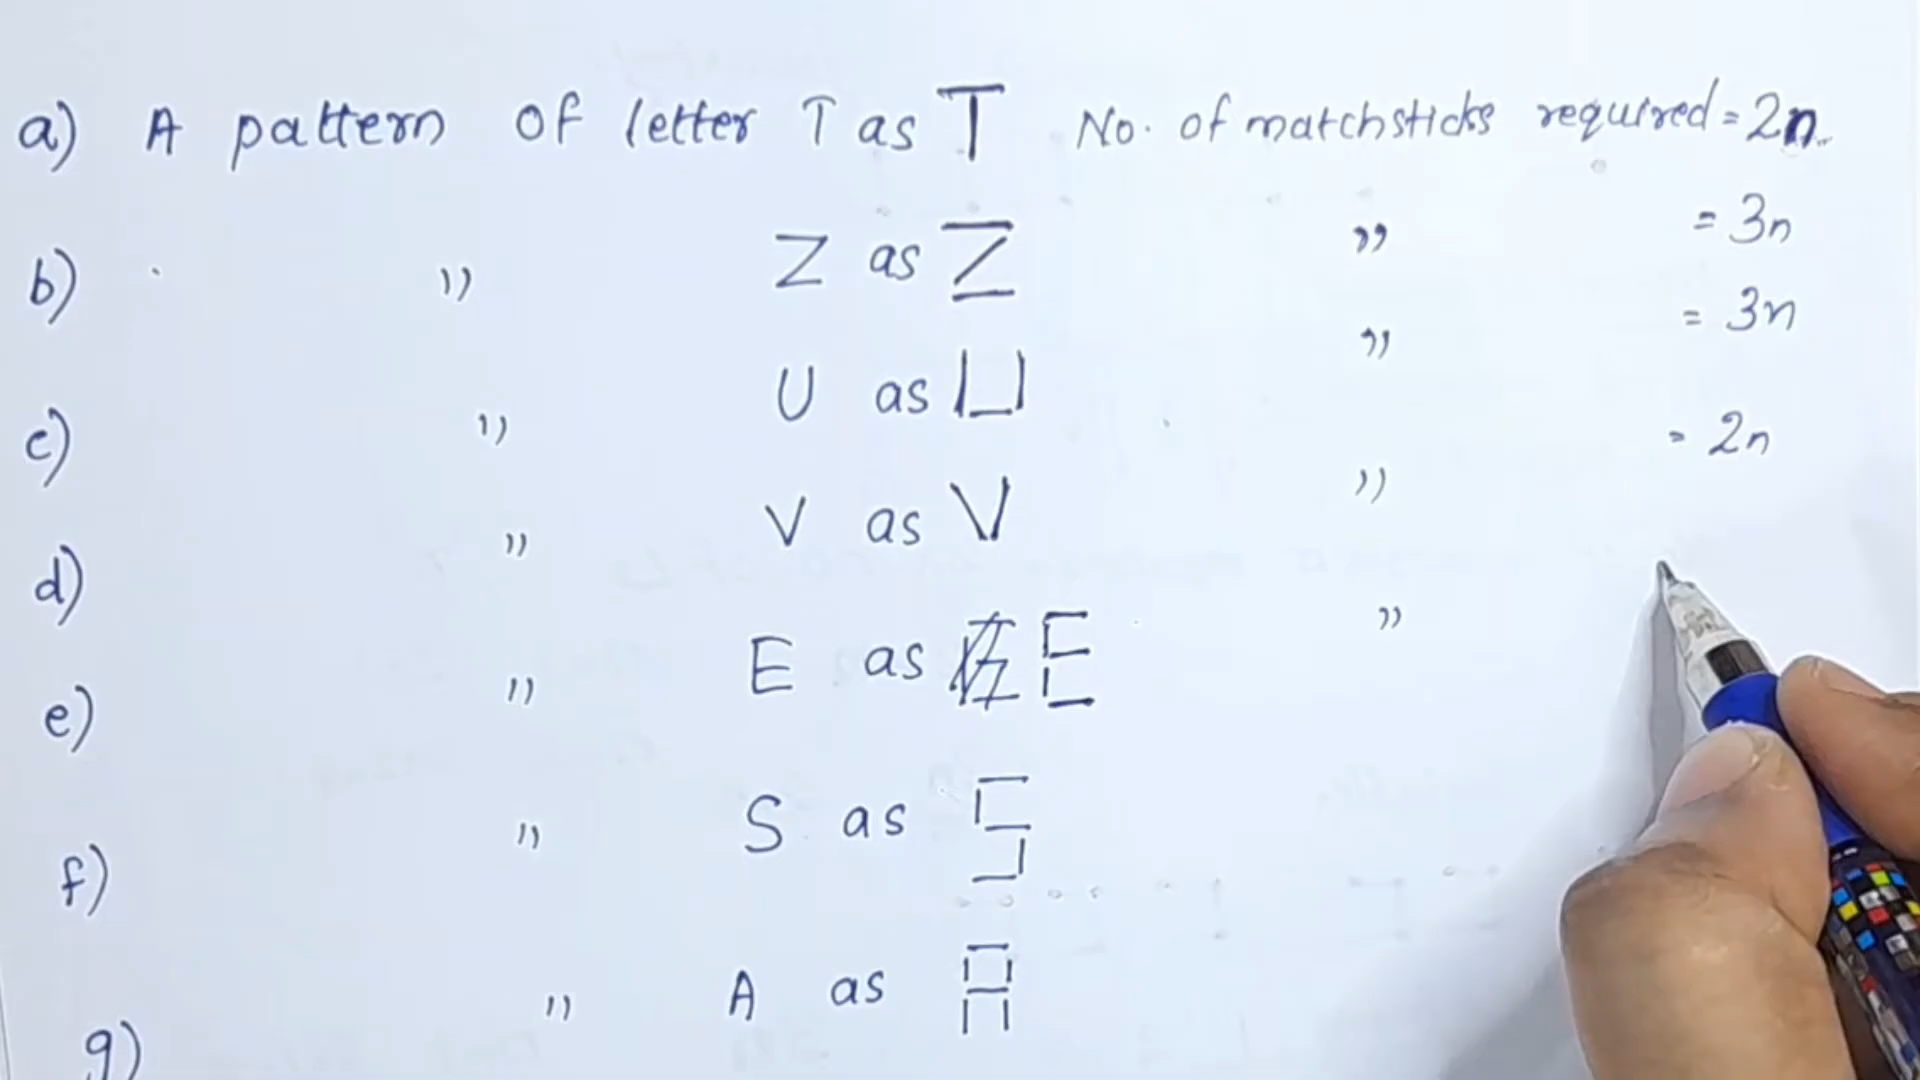 a) A pattern of letter T as T No. of matchsticks required = 2n.
b) " Z as Z " = 3n
c) " U as U " = 3n
d) " V as V " = 2n
e) " E as E "
f) " S as S
g) " A as A